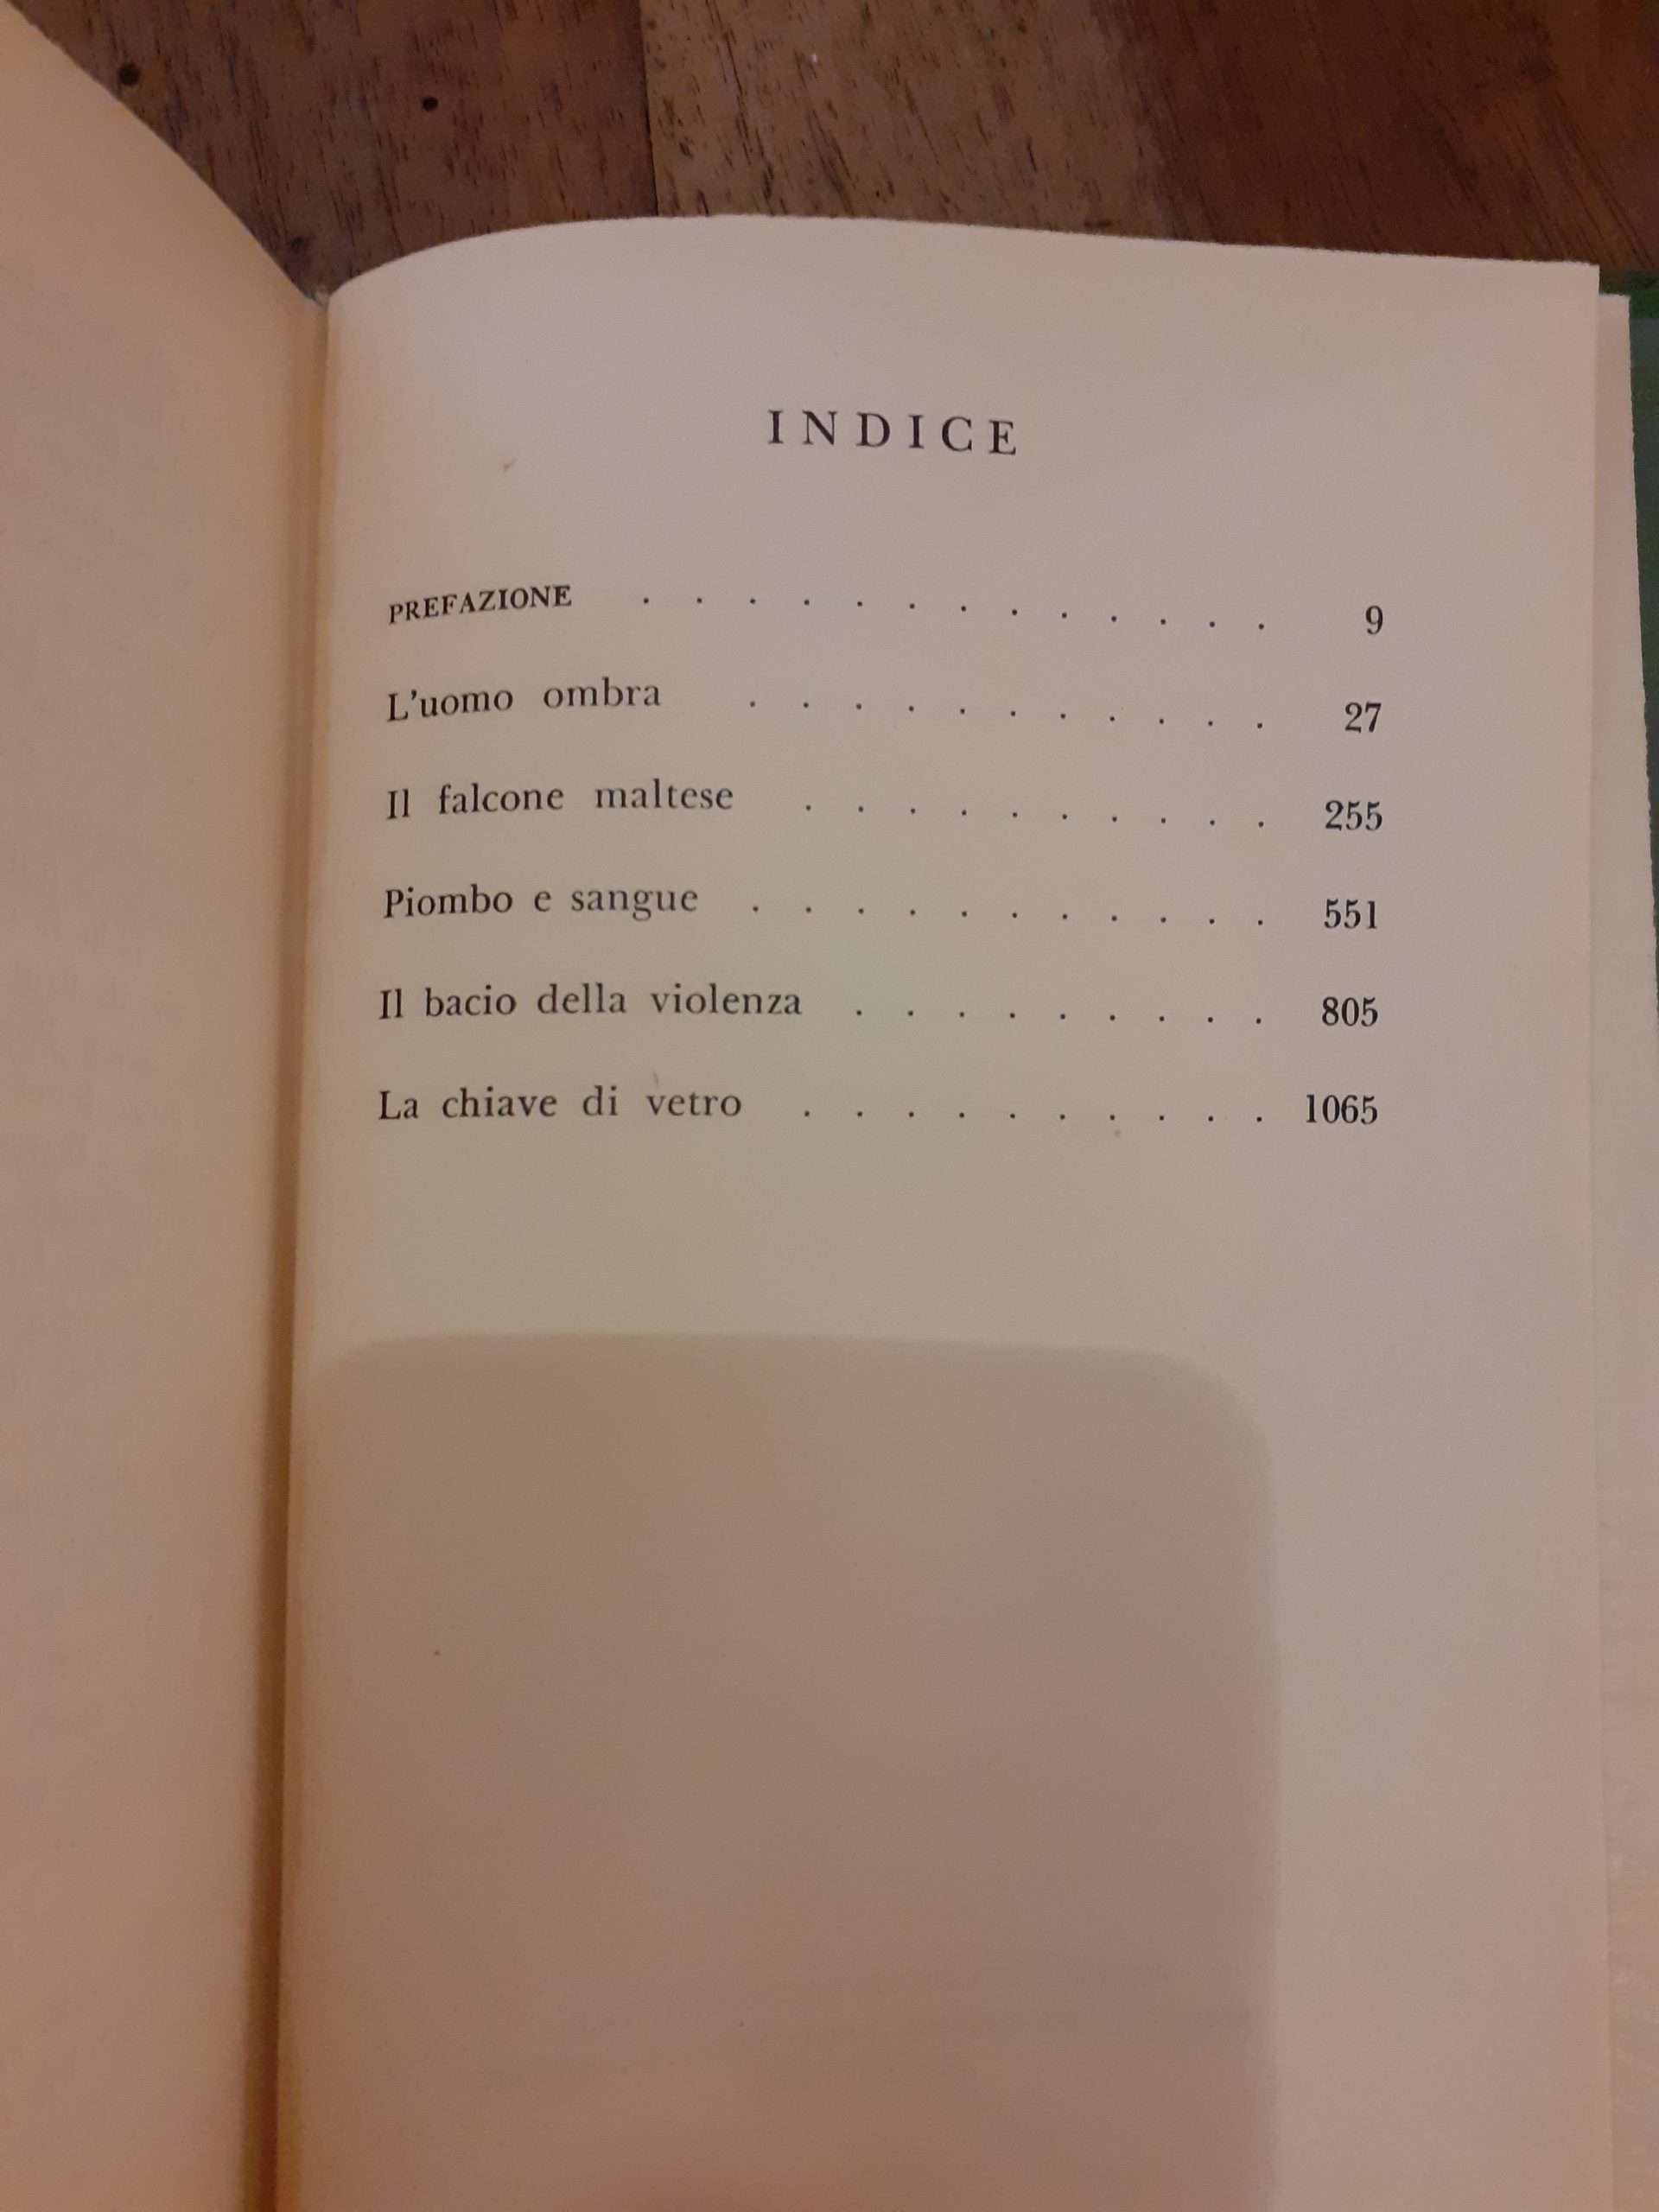 INDICE
PREFAZIONE . . . . . . . . . . . . . 9
L'uomo ombra . . . . . . . . . . . 27
Il falcone maltese . . . . . . . . . . 255
Piombo e sangue . . . . . . . . . . . 551
Il bacio della violenza . . . . . . . . . 805
La chiave di vetro . . . . . . . . . . 1065